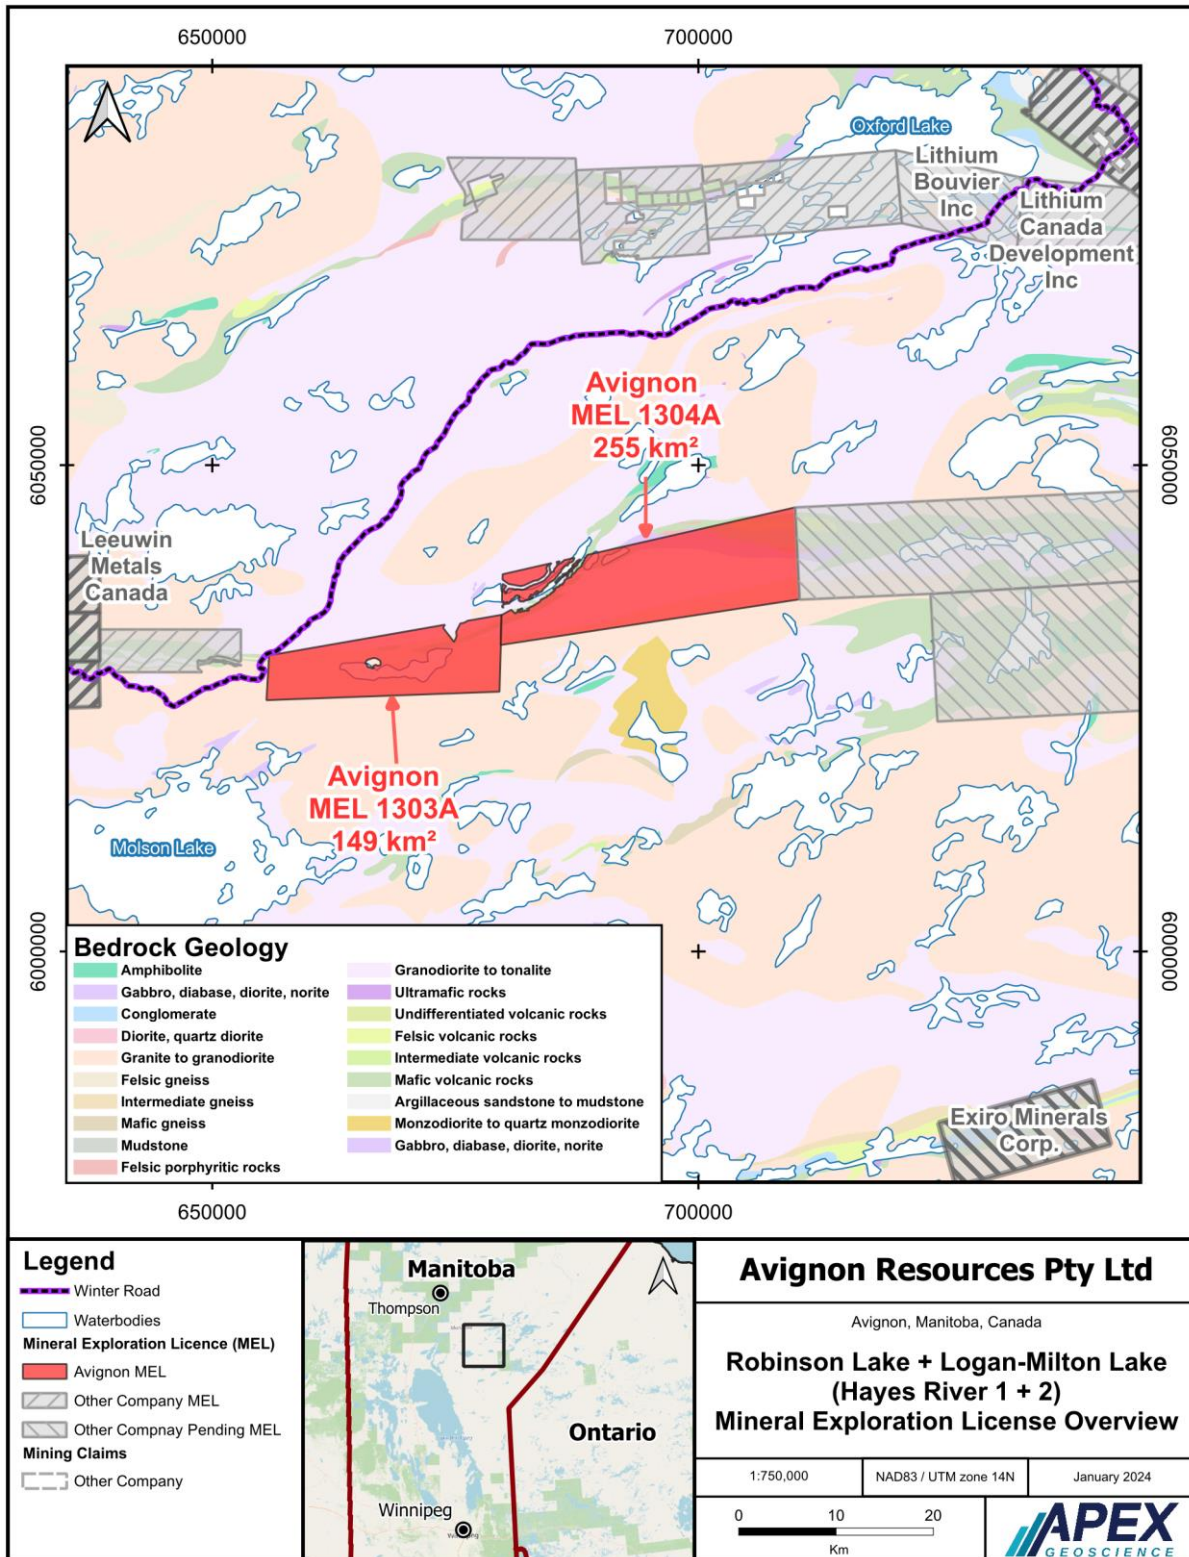 650000
700000
Oxford Lake
Lithium
Bouvier
Inc
Lithium
Canada
Development
Inc
Avignon
MEL 1304A
255 km²
6050000
6050000
Leeuwin
Metals
Canada
Avignon
MEL 1303A
149 km²
Molson Lake
6000000
6000000
Exiro Minerals
Corp.
Bedrock Geology
Amphibolite
Gabbro, diabase, diorite, norite
Conglomerate
Diorite, quartz diorite
Granite to granodiorite
Felsic gneiss
Intermediate gneiss
Mafic gneiss
Mudstone
Felsic porphyritic rocks
Granodiorite to tonalite
Ultramafic rocks
Undifferentiated volcanic rocks
Felsic volcanic rocks
Intermediate volcanic rocks
Mafic volcanic rocks
Argillaceous sandstone to mudstone
Monzodiorite to quartz monzodiorite
Gabbro, diabase, diorite, norite
650000
700000
Legend
Winter Road
Waterbodies
Mineral Exploration Licence (MEL)
Avignon MEL
Other Company MEL
Other Compnay Pending MEL
Mining Claims
Other Company
Manitoba
Thompson
Ontario
Winnipeg
Avignon Resources Pty Ltd
Avignon, Manitoba, Canada
Robinson Lake + Logan-Milton Lake
(Hayes River 1 + 2)
Mineral Exploration License Overview
1:750,000
NAD83 / UTM zone 14N
January 2024
0 10 20
Km
APEX
GEOSCIENCE